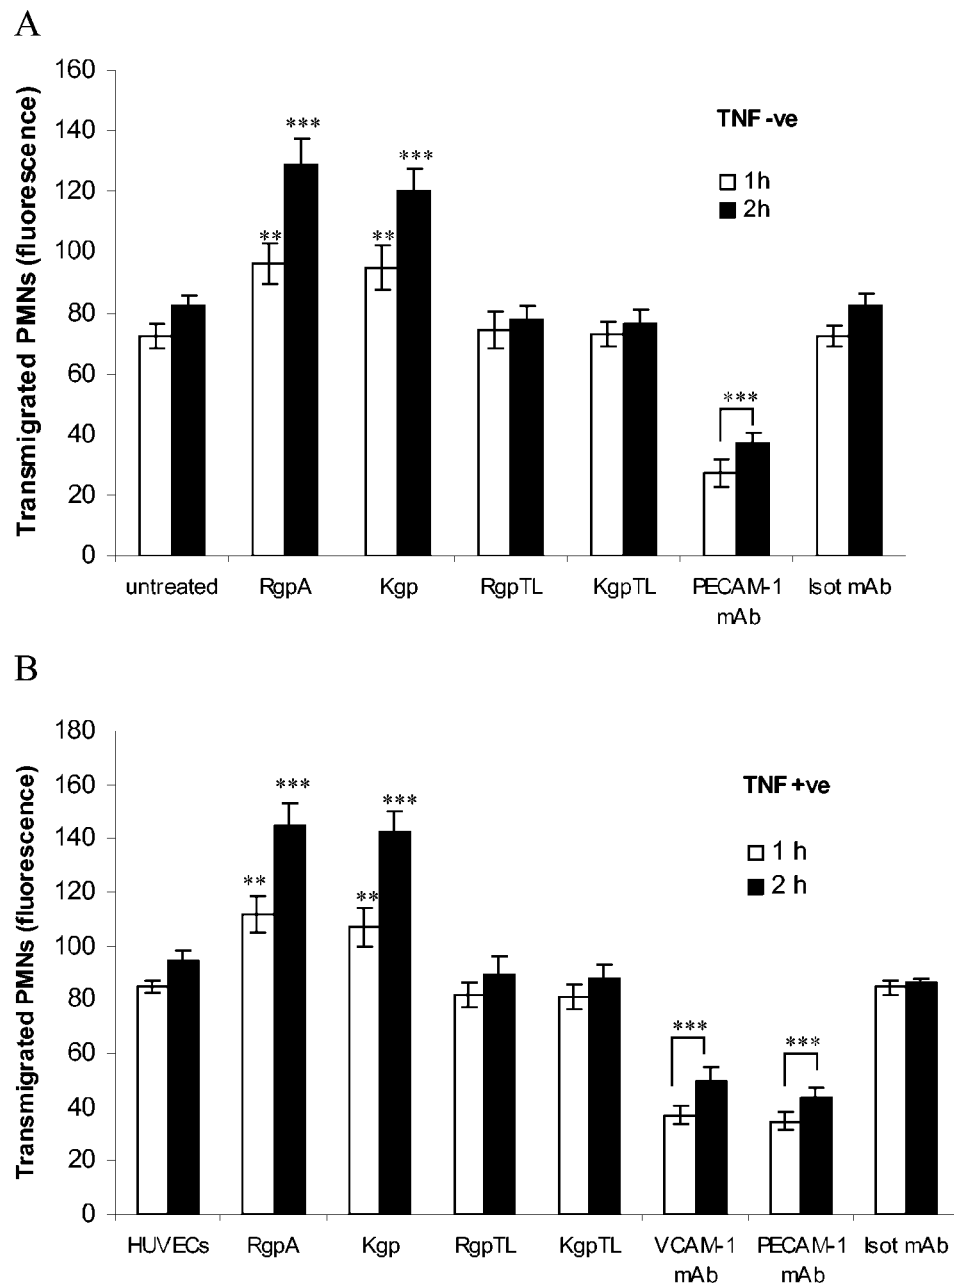 A
Transmigrated PMNs (fluorescence)
160
140
120
100
80
60
40
20
0
TNF -ve
1h
2h
***
***
**
**
***
untreated RgpA Kgp RgpTL KgpTL PECAM-1 Isot mAb
mAb
B
Transmigrated PMNs (fluorescence)
180
160
140
120
100
80
60
40
20
0
TNF +ve
1 h
2 h
***
***
**
**
***
***
HUVECs RgpA Kgp RgpTL KgpTL VCAM-1 PECAM-1 Isot mAb
mAb mAb